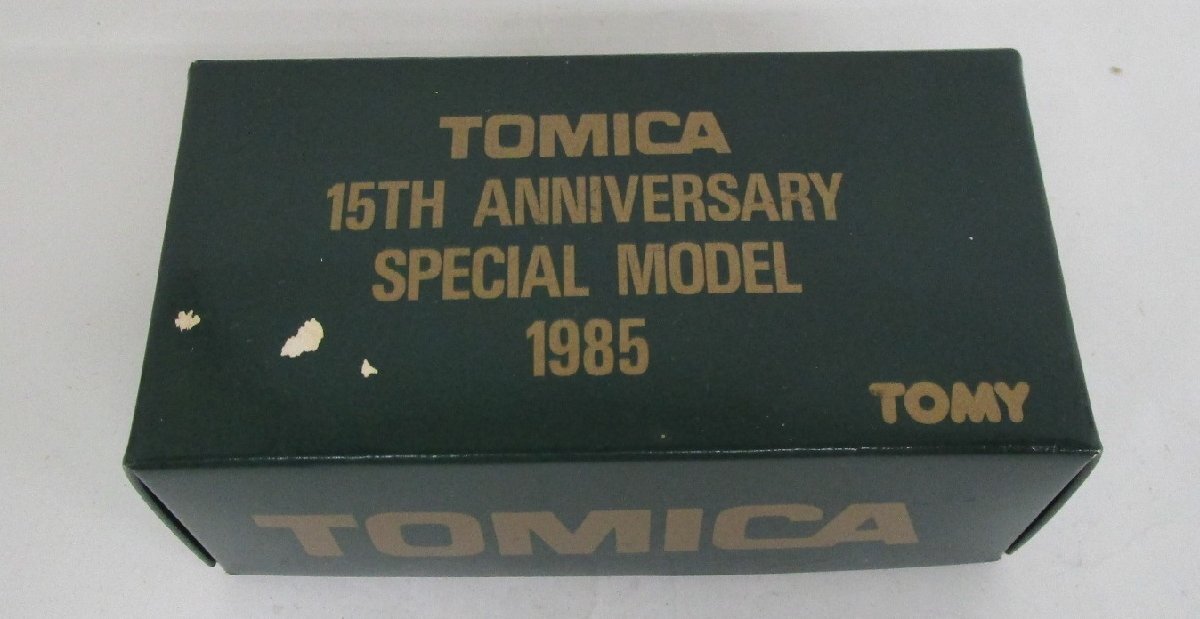 TOMICA
15TH ANNIVERSARY
SPECIAL MODEL
1985
TOMY
TOMICA